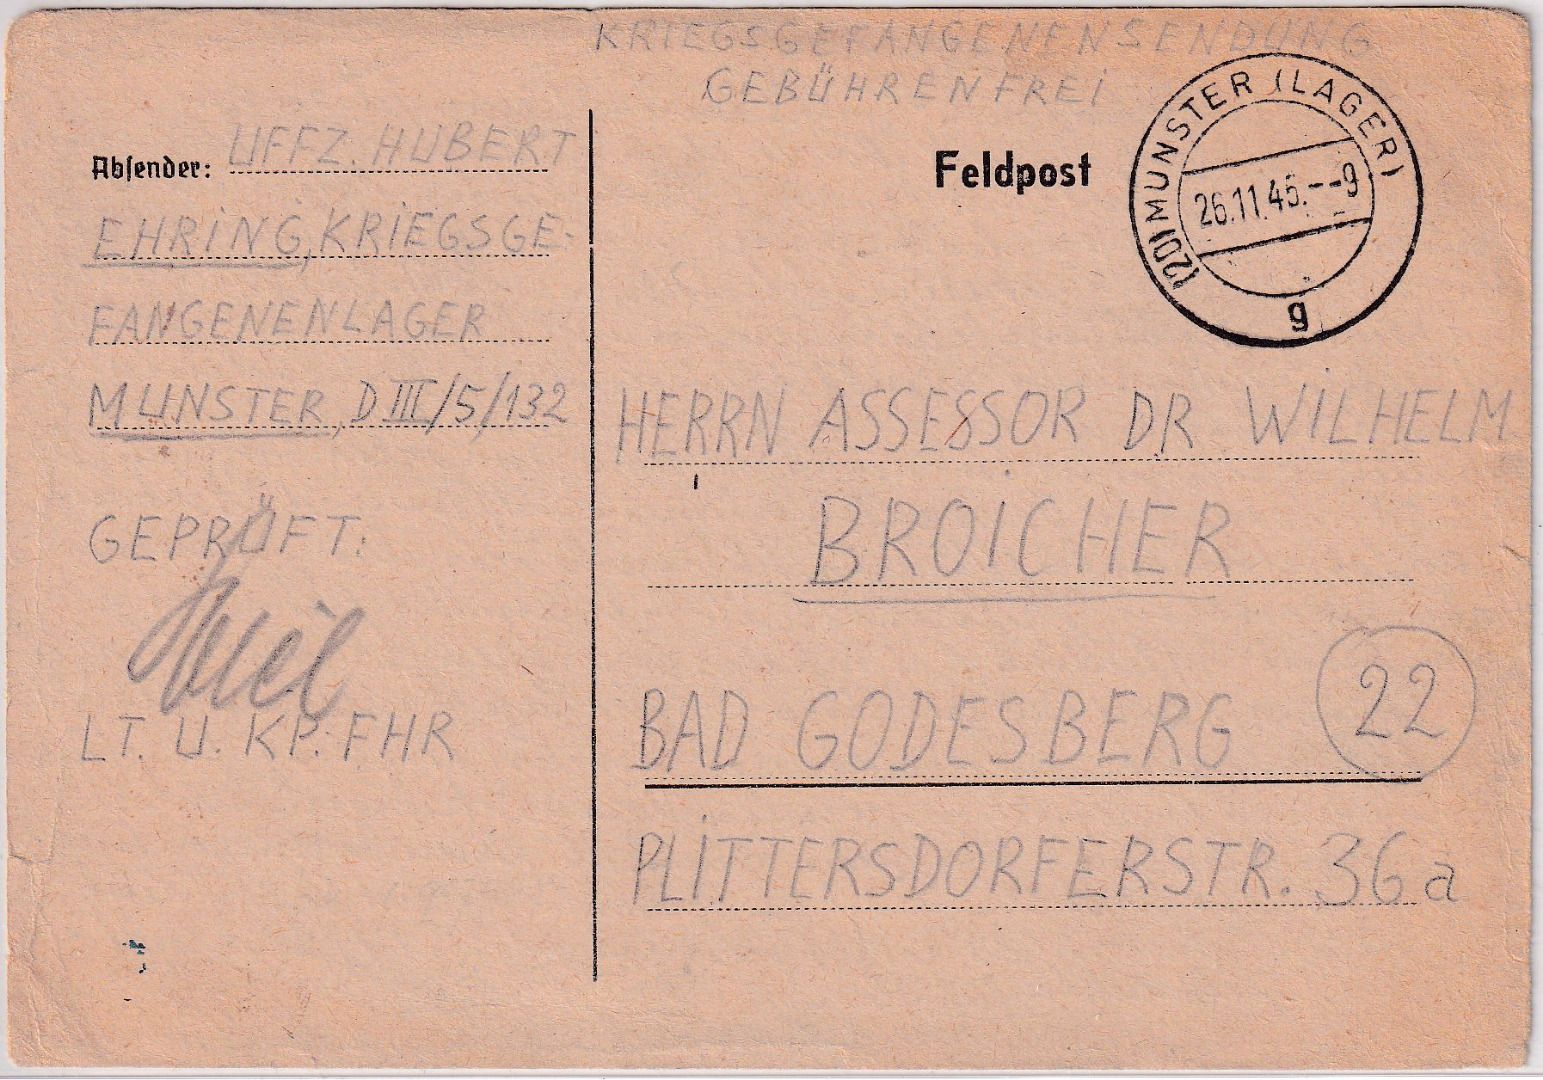 KRIEGSGEFANGENENSENDUNG
GEBÜHRENFREI
Absender: UFFZ. HUBERT
EHRING, KRIEGSGE-
FANGENENLAGER
MUNSTER, D III/5/132
GEPRÜFT:
LT. U. KP. FHR
Feldpost
(20) MUNSTER (LAGER)
26.11.45.--9
g
HERRN ASSESSOR DR WILHELM
BROICHER
BAD GODESBERG 22
PLITTERSDORFERSTR. 36a